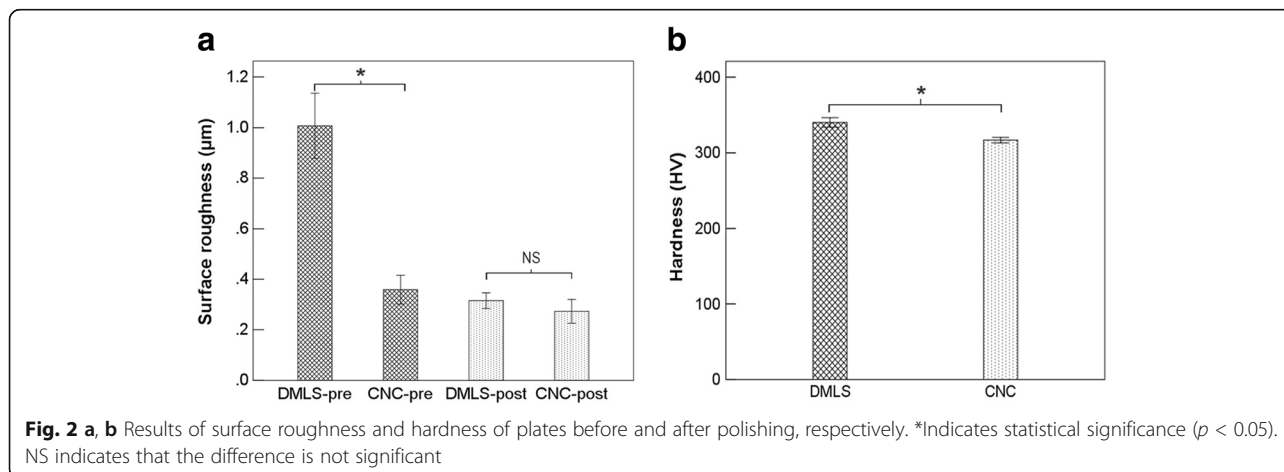 a
Surface roughness (µm)
1.2
1.0
.8
.6
.4
.2
.0
*
NS
DMLS-pre CNC-pre DMLS-post CNC-post
b
Hardness (HV)
400
300
200
100
0
*
DMLS CNC
Fig. 2 a, b Results of surface roughness and hardness of plates before and after polishing, respectively. *Indicates statistical significance (p < 0.05).
NS indicates that the difference is not significant